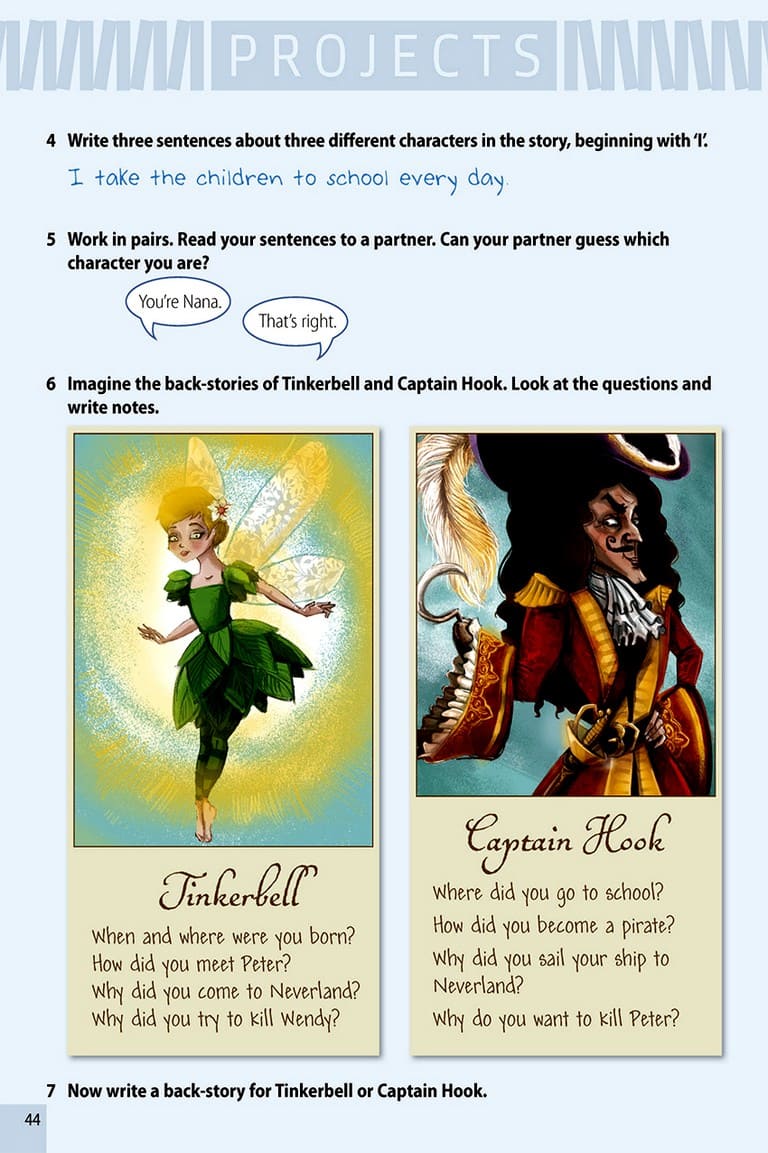 PROJECTS
4 Write three sentences about three different characters in the story, beginning with ‘I’.
I take the children to school every day.
5 Work in pairs. Read your sentences to a partner. Can your partner guess which
character you are?
You’re Nana.
That’s right.
6 Imagine the back-stories of Tinkerbell and Captain Hook. Look at the questions and
write notes.
Tinkerbell
When and where were you born?
How did you meet Peter?
Why did you come to Neverland?
Why did you try to kill Wendy?
Captain Hook
Where did you go to school?
How did you become a pirate?
Why did you sail your ship to
Neverland?
Why do you want to kill Peter?
7 Now write a back-story for Tinkerbell or Captain Hook.
44